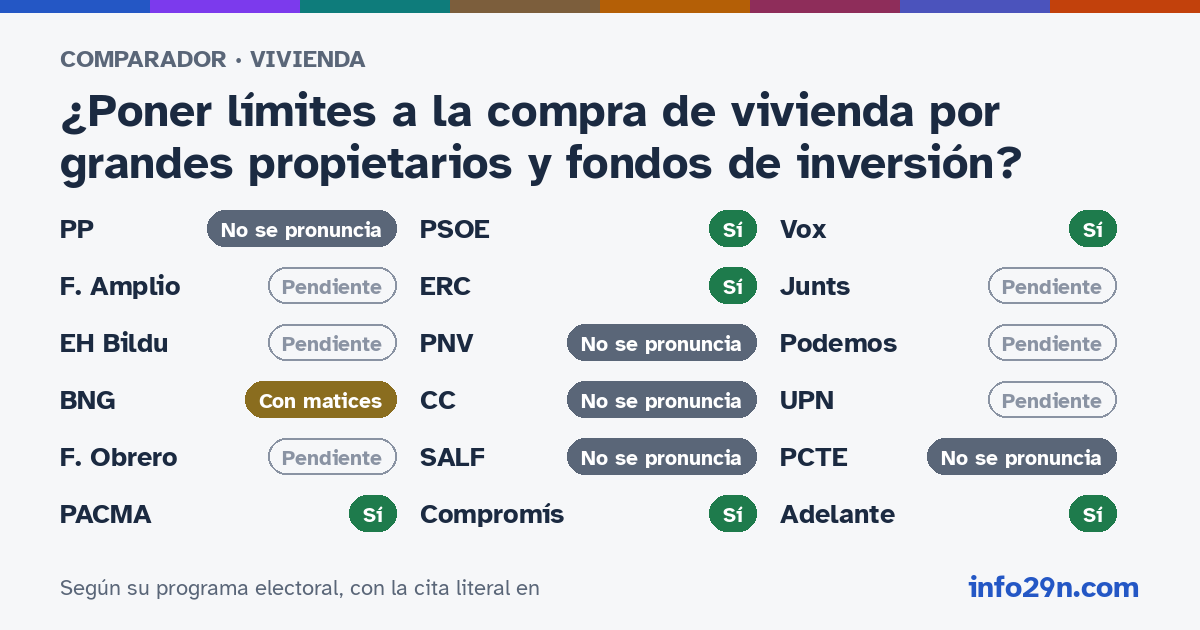 COMPARADOR · VIVIENDA
¿Poner límites a la compra de vivienda por
grandes propietarios y fondos de inversión?
PP No se pronuncia PSOE Sí Vox Sí
F. Amplio Pendiente ERC Sí Junts Pendiente
EH Bildu Pendiente PNV No se pronuncia Podemos Pendiente
BNG Con matices CC No se pronuncia UPN Pendiente
F. Obrero Pendiente SALF No se pronuncia PCTE No se pronuncia
PACMA Sí Compromís Sí Adelante Sí
Según su programa electoral, con la cita literal en info29n.com